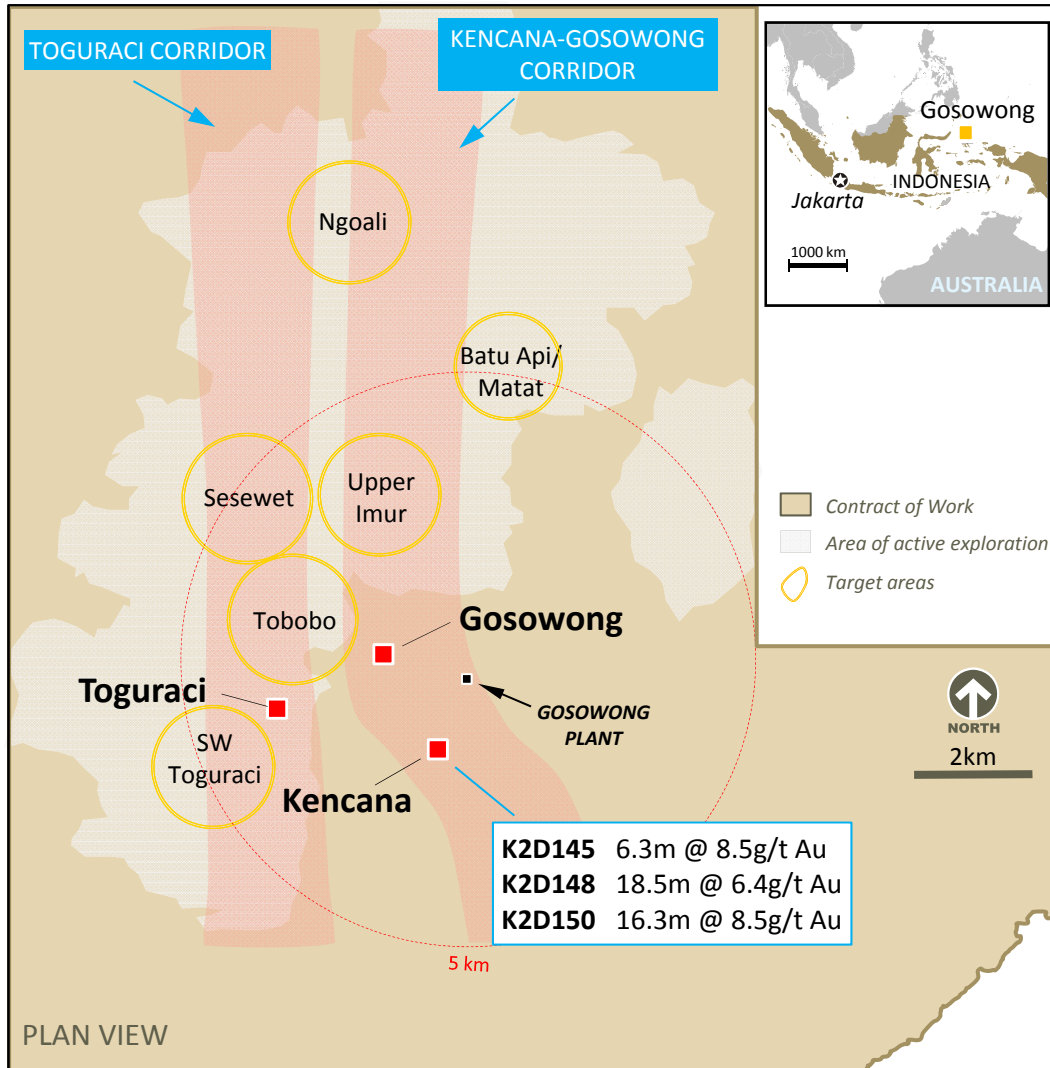 TOGURACI CORRIDOR
KENCANA-GOSOWONG
CORRIDOR
Gosowong
INDONESIA
Jakarta
1000 km
AUSTRALIA
Ngoali
Batu Api/
Matat
Sesewet
Upper
Imur
Contract of Work
Area of active exploration
Target areas
Tobobo
Gosowong
Toguraci
GOSOWONG
PLANT
NORTH
2km
SW
Toguraci
Kencana
K2D145 6.3m @ 8.5g/t Au
K2D148 18.5m @ 6.4g/t Au
K2D150 16.3m @ 8.5g/t Au
5 km
PLAN VIEW